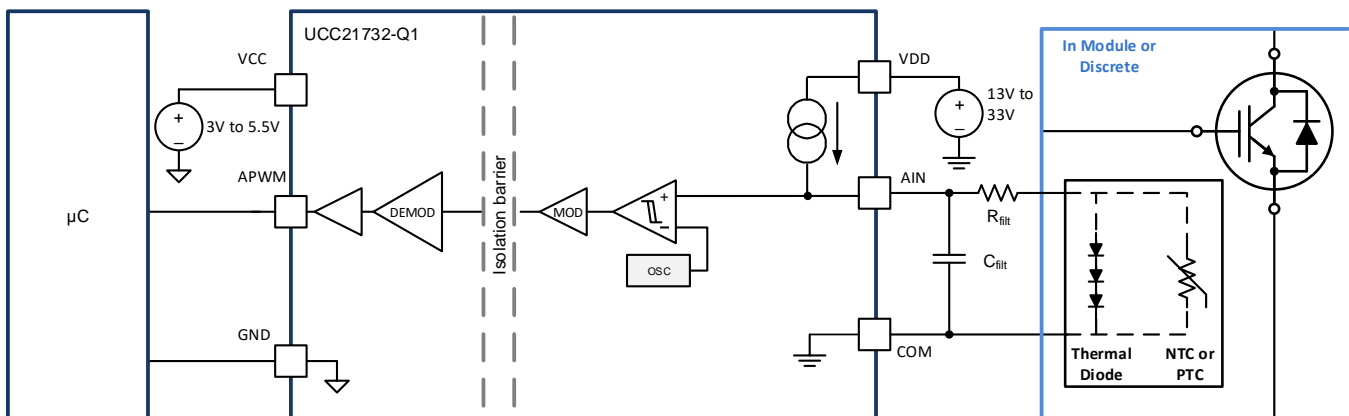 UCC21732-Q1
In Module or
Discrete
VCC
VDD
+
3V to 5.5V
−
+
13V to
33V
−
APWM
AIN
µC
DEMOD
Isolation barrier
MOD
+
−
OSC
Rfilt
Cfilt
GND
COM
Thermal
Diode
NTC or
PTC